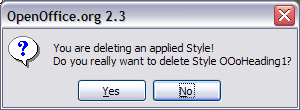 OpenOffice.org 2.3
You are deleting an applied Style!
Do you really want to delete Style OOoHeading1?
Yes No